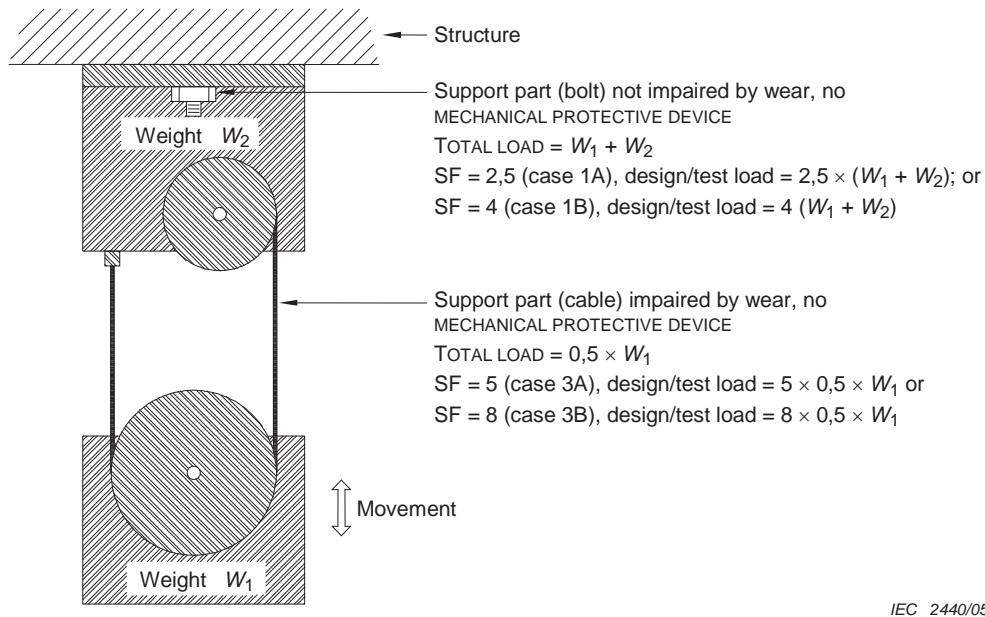 Structure
Support part (bolt) not impaired by wear, no
MECHANICAL PROTECTIVE DEVICE
TOTAL LOAD = W1 + W2
SF = 2,5 (case 1A), design/test load = 2,5 × (W1 + W2); or
SF = 4 (case 1B), design/test load = 4 (W1 + W2)
Weight W2
Support part (cable) impaired by wear, no
MECHANICAL PROTECTIVE DEVICE
TOTAL LOAD = 0,5 × W1
SF = 5 (case 3A), design/test load = 5 × 0,5 × W1 or
SF = 8 (case 3B), design/test load = 8 × 0,5 × W1
Movement
Weight W1
IEC 2440/05